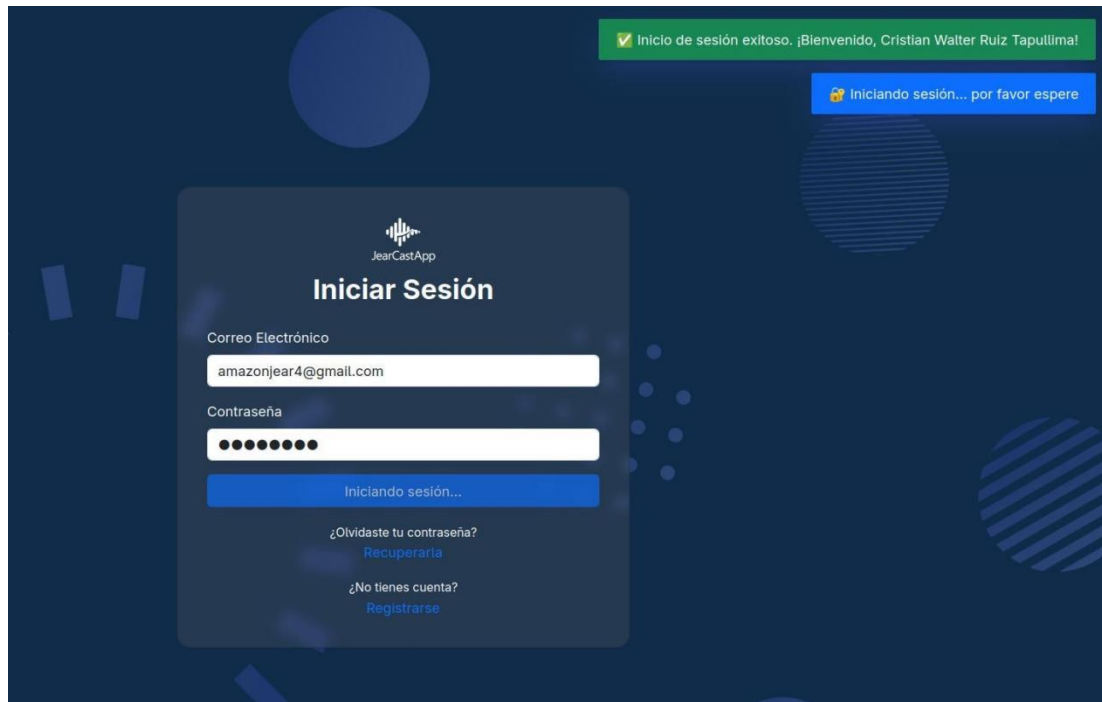 ✅ Inicio de sesión exitoso. ¡Bienvenido, Cristian Walter Ruiz Tapullima!
🔐 Iniciando sesión... por favor espere
JearCastApp
Iniciar Sesión
Correo Electrónico
amazonjear4@gmail.com
Contraseña
●●●●●●●●
Iniciando sesión...
¿Olvidaste tu contraseña?
Recuperarla
¿No tienes cuenta?
Registrarse